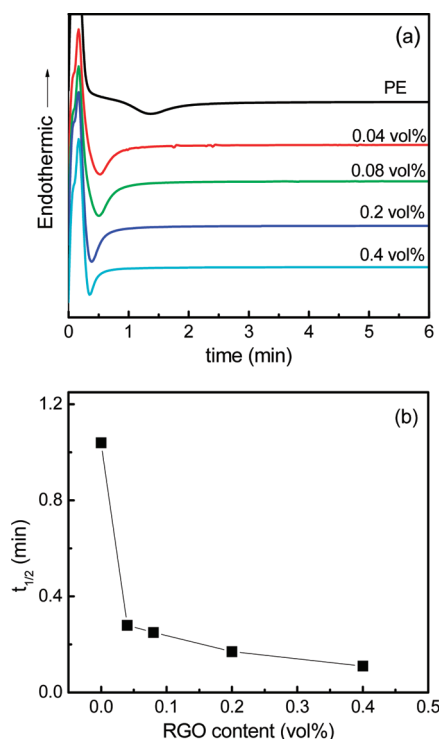 (a)
Endothermic →
PE
0.04 vol%
0.08 vol%
0.2 vol%
0.4 vol%
0 1 2 3 4 5 6
time (min)
(b)
1.2
0.8
0.4
0.0
t1/2 (min)
0.0 0.1 0.2 0.3 0.4 0.5
RGO content (vol%)